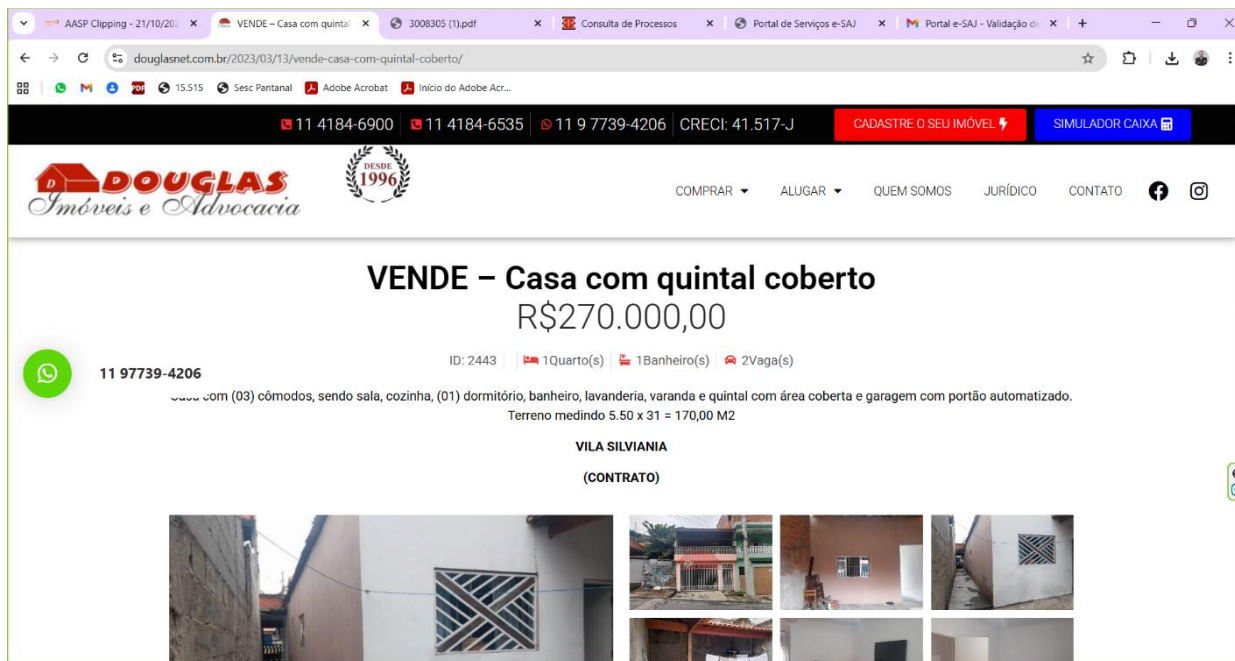 AASP Clipping - 21/10/202
VENDE – Casa com quintal
3008305 (1).pdf
Consulta de Processos
Portal de Serviços e-SAJ
Portal e-SAJ - Validação de
douglasnet.com.br/2023/03/13/vende-casa-com-quintal-coberto/
PDF
15.515
Sesc Pantanal
Adobe Acrobat
Início do Adobe Acr...
11 4184-6900
11 4184-6535
11 9 7739-4206
CRECI: 41.517-J
CADASTRE O SEU IMÓVEL
SIMULADOR CAIXA
D
DOUGLAS
Imóveis e Advocacia
DESDE
1996
COMPRAR
ALUGAR
QUEM SOMOS
JURÍDICO
CONTATO
VENDE – Casa com quintal coberto
R$270.000,00
ID: 2443
1Quarto(s)
1Banheiro(s)
2Vaga(s)
11 97739-4206
Casa com (03) cômodos, sendo sala, cozinha, (01) dormitório, banheiro, lavanderia, varanda e quintal com área coberta e garagem com portão automatizado.
Terreno medindo 5.50 x 31 = 170,00 M2
VILA SILVIANIA
(CONTRATO)